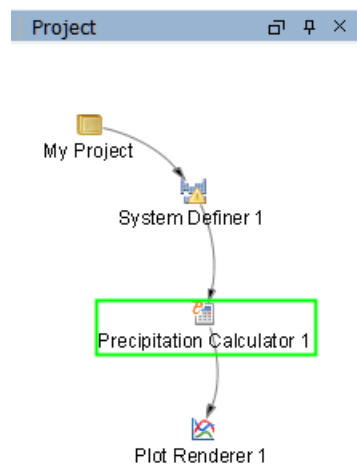 Project
My Project
System Definer 1
Precipitation Calculator 1
Plot Renderer 1